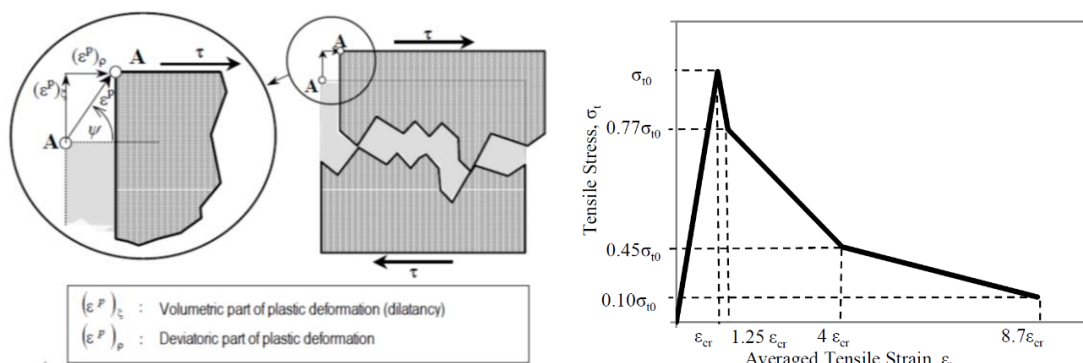 (ε^p)_ρ
A
τ
(ε^p)_ξ
ε^p
A
ψ
A
τ
A
τ
(ε^p)_ξ : Volumetric part of plastic deformation (dilatancy)
(ε^p)_ρ : Deviatoric part of plastic deformation
Tensile Stress, σ_t
σ_t0
0.77σ_t0
0.45σ_t0
0.10σ_t0
ε_cr 1.25 ε_cr 4 ε_cr 8.7ε_cr
Averaged Tensile Strain, ε